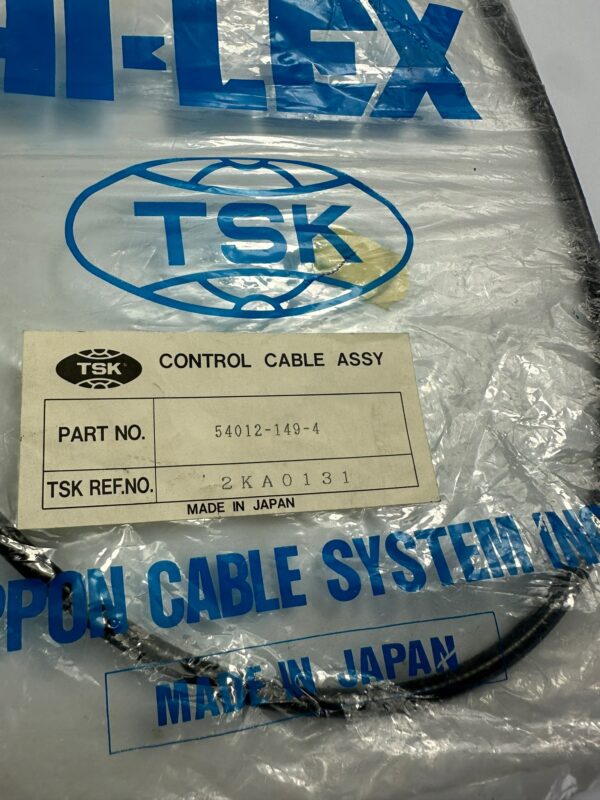 HI-LEX
TSK
TSK
CONTROL CABLE ASSY
PART NO.
54012-149-4
TSK REF.NO.
2KA0131
MADE IN JAPAN
PPON CABLE SYSTEM INC
MADE IN JAPAN